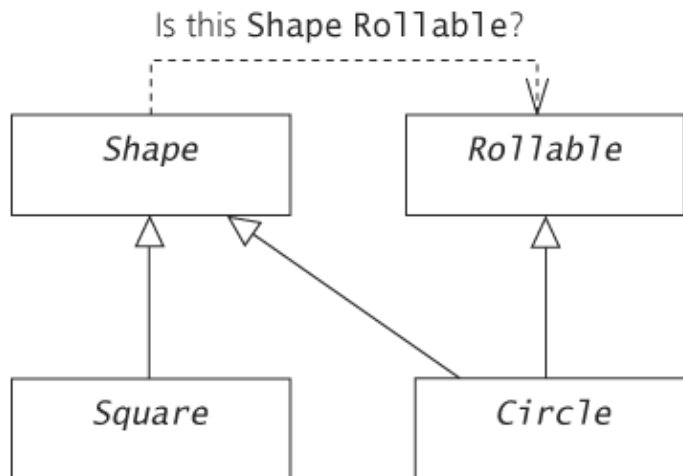 Is this Shape Rollable?
Shape
Rollable
Square
Circle